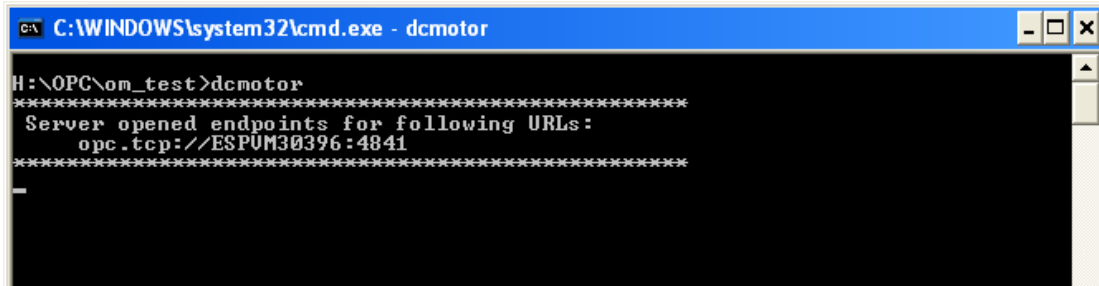 C:\WINDOWS\system32\cmd.exe - dcmotor
H:\OPC\om_test>dcmotor
**************************************************
Server opened endpoints for following URLs:
opc.tcp://ESPVM30396:4841
**************************************************